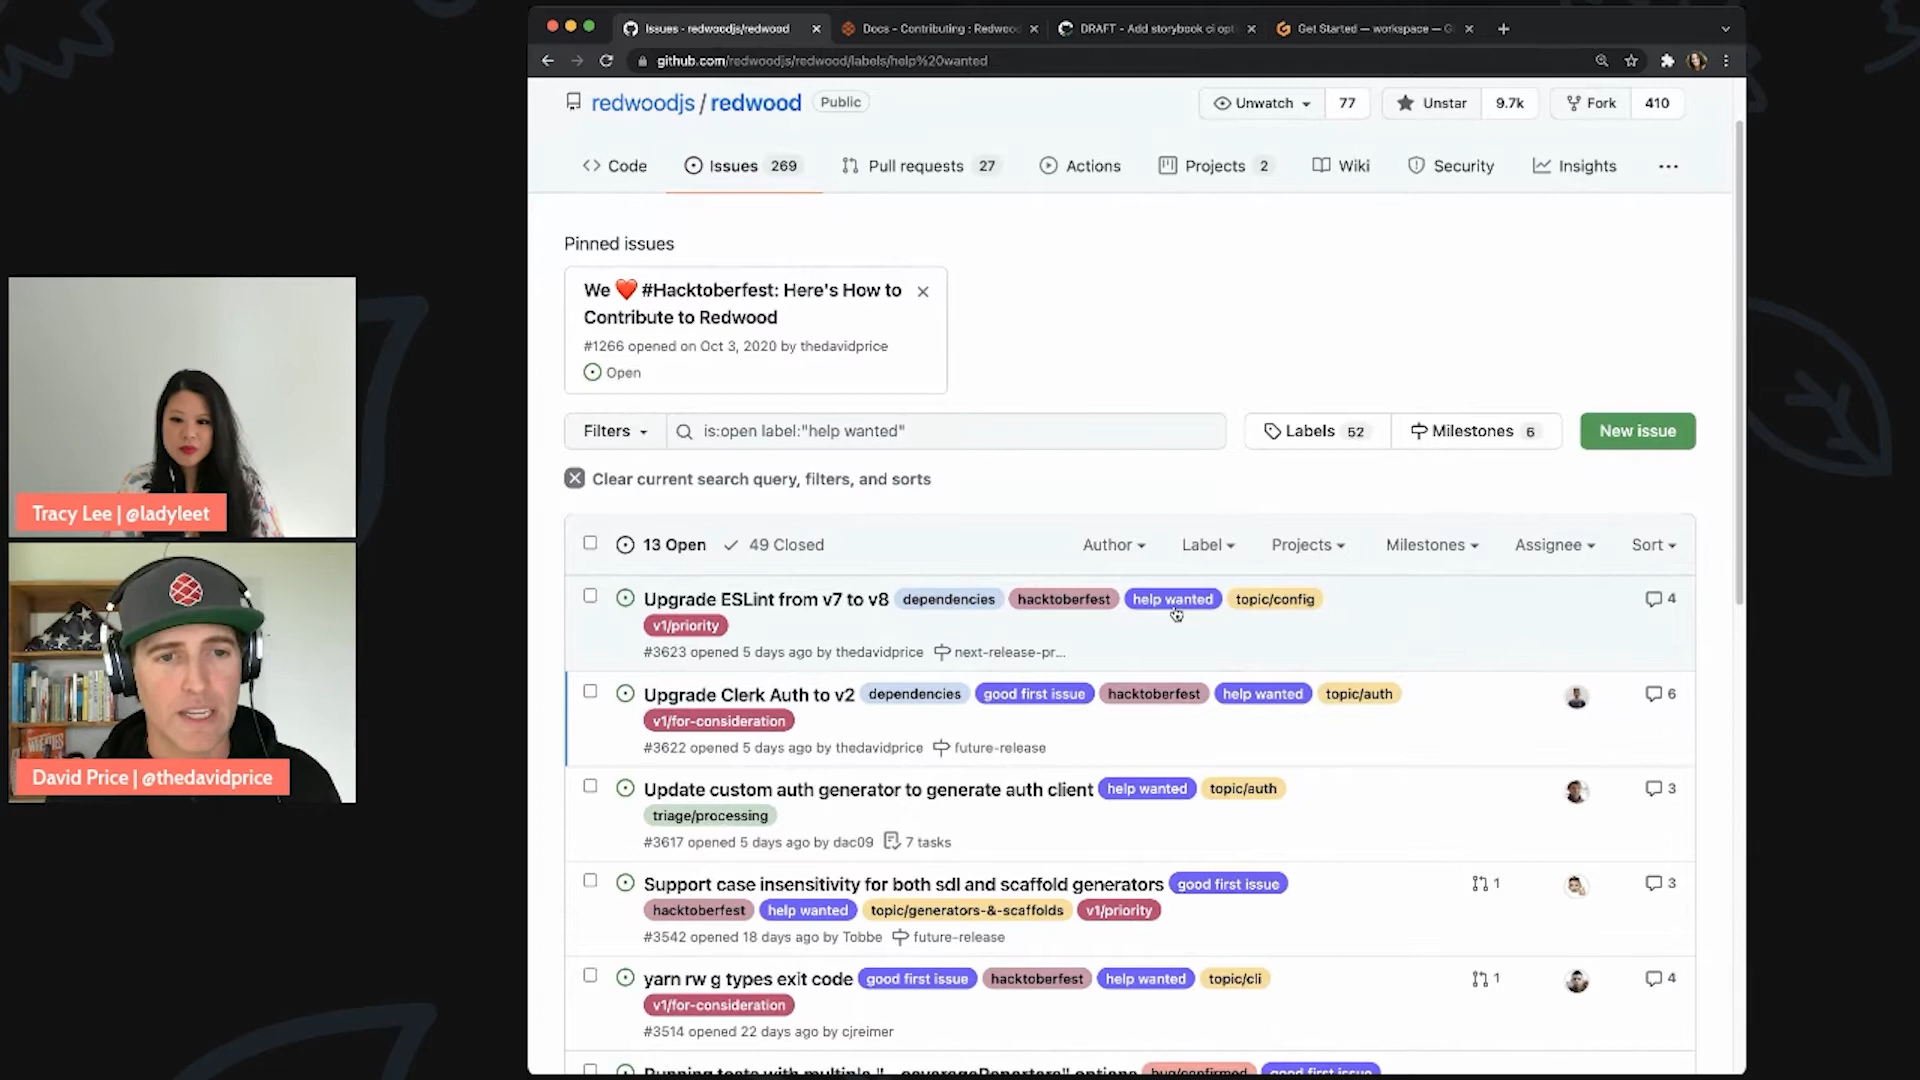 Issues - redwoodjs/redwood
Docs - Contributing : Redwood
DRAFT - Add storybook ci opt
Get Started — workspace — G
github.com/redwoodjs/redwood/labels/help%20wanted
redwoodjs / redwood Public
Unwatch 77 Unstar 9.7k Fork 410
Code Issues 269 Pull requests 27 Actions Projects 2 Wiki Security Insights ...
Pinned issues
We ❤️ #Hacktoberfest: Here's How to
Contribute to Redwood
#1266 opened on Oct 3, 2020 by thedavidprice
Open
Filters is:open label:"help wanted" Labels 52 Milestones 6 New issue
Clear current search query, filters, and sorts
13 Open 49 Closed Author Label Projects Milestones Assignee Sort
Upgrade ESLint from v7 to v8 dependencies hacktoberfest help wanted topic/config 4
v1/priority
#3623 opened 5 days ago by thedavidprice next-release-pr...
Upgrade Clerk Auth to v2 dependencies good first issue hacktoberfest help wanted topic/auth 6
v1/for-consideration
#3622 opened 5 days ago by thedavidprice future-release
Update custom auth generator to generate auth client help wanted topic/auth 3
triage/processing
#3617 opened 5 days ago by dac09 7 tasks
Support case insensitivity for both sdl and scaffold generators good first issue 1 3
hacktoberfest help wanted topic/generators-&-scaffolds v1/priority
#3542 opened 18 days ago by Tobbe future-release
yarn rw g types exit code good first issue hacktoberfest help wanted topic/cli 1 4
v1/for-consideration
#3514 opened 22 days ago by cjreimer
Running tests with multiple "--coverageReporters" options bug/confirmed good first issue
Tracy Lee | @ladyleet
WHEATIES
David Price | @thedavidprice